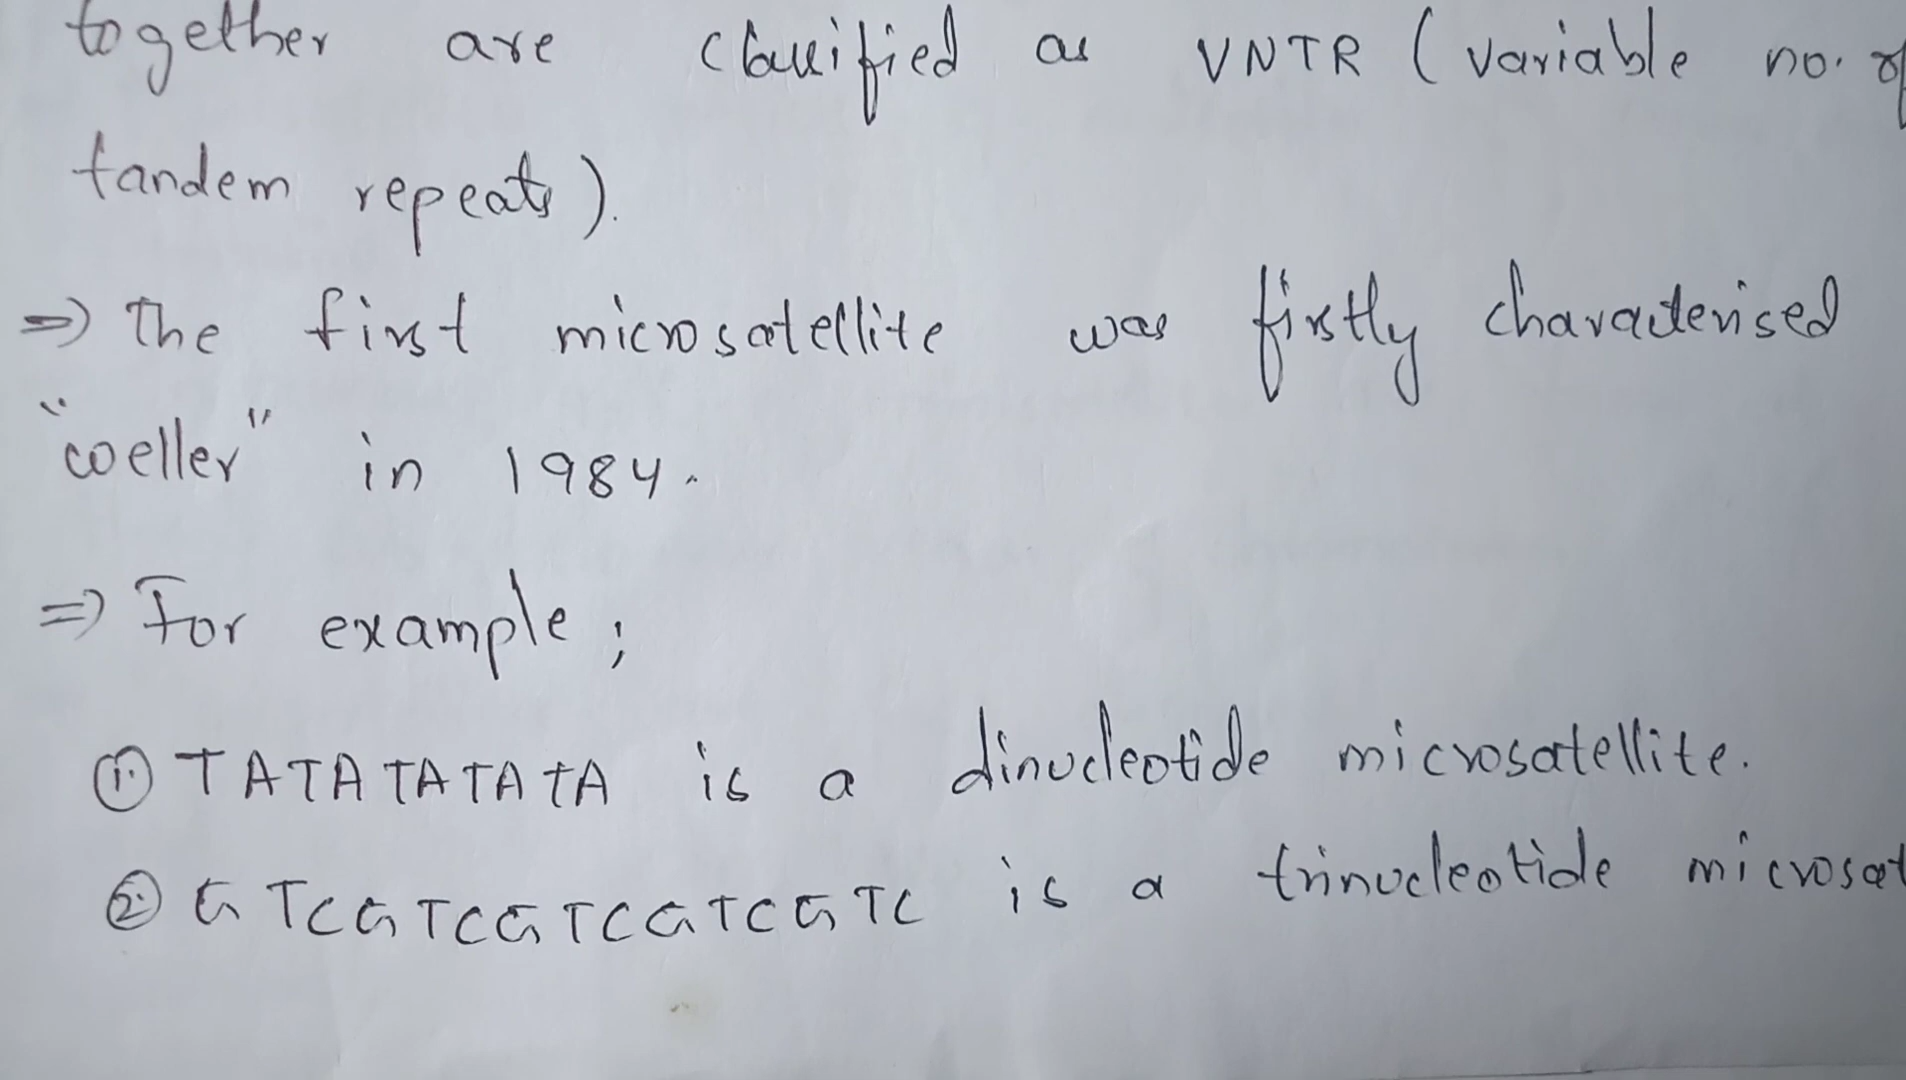 together are classified as VNTR (variable no. of
tandem repeats).
⇒ The first microsatellite was firstly characterised
"coeller" in 1984.
⇒ For example;
① TATATATATA is a dinucleotide microsatellite.
② GTCGTCGTCGTCGTC is a trinucleotide microsat